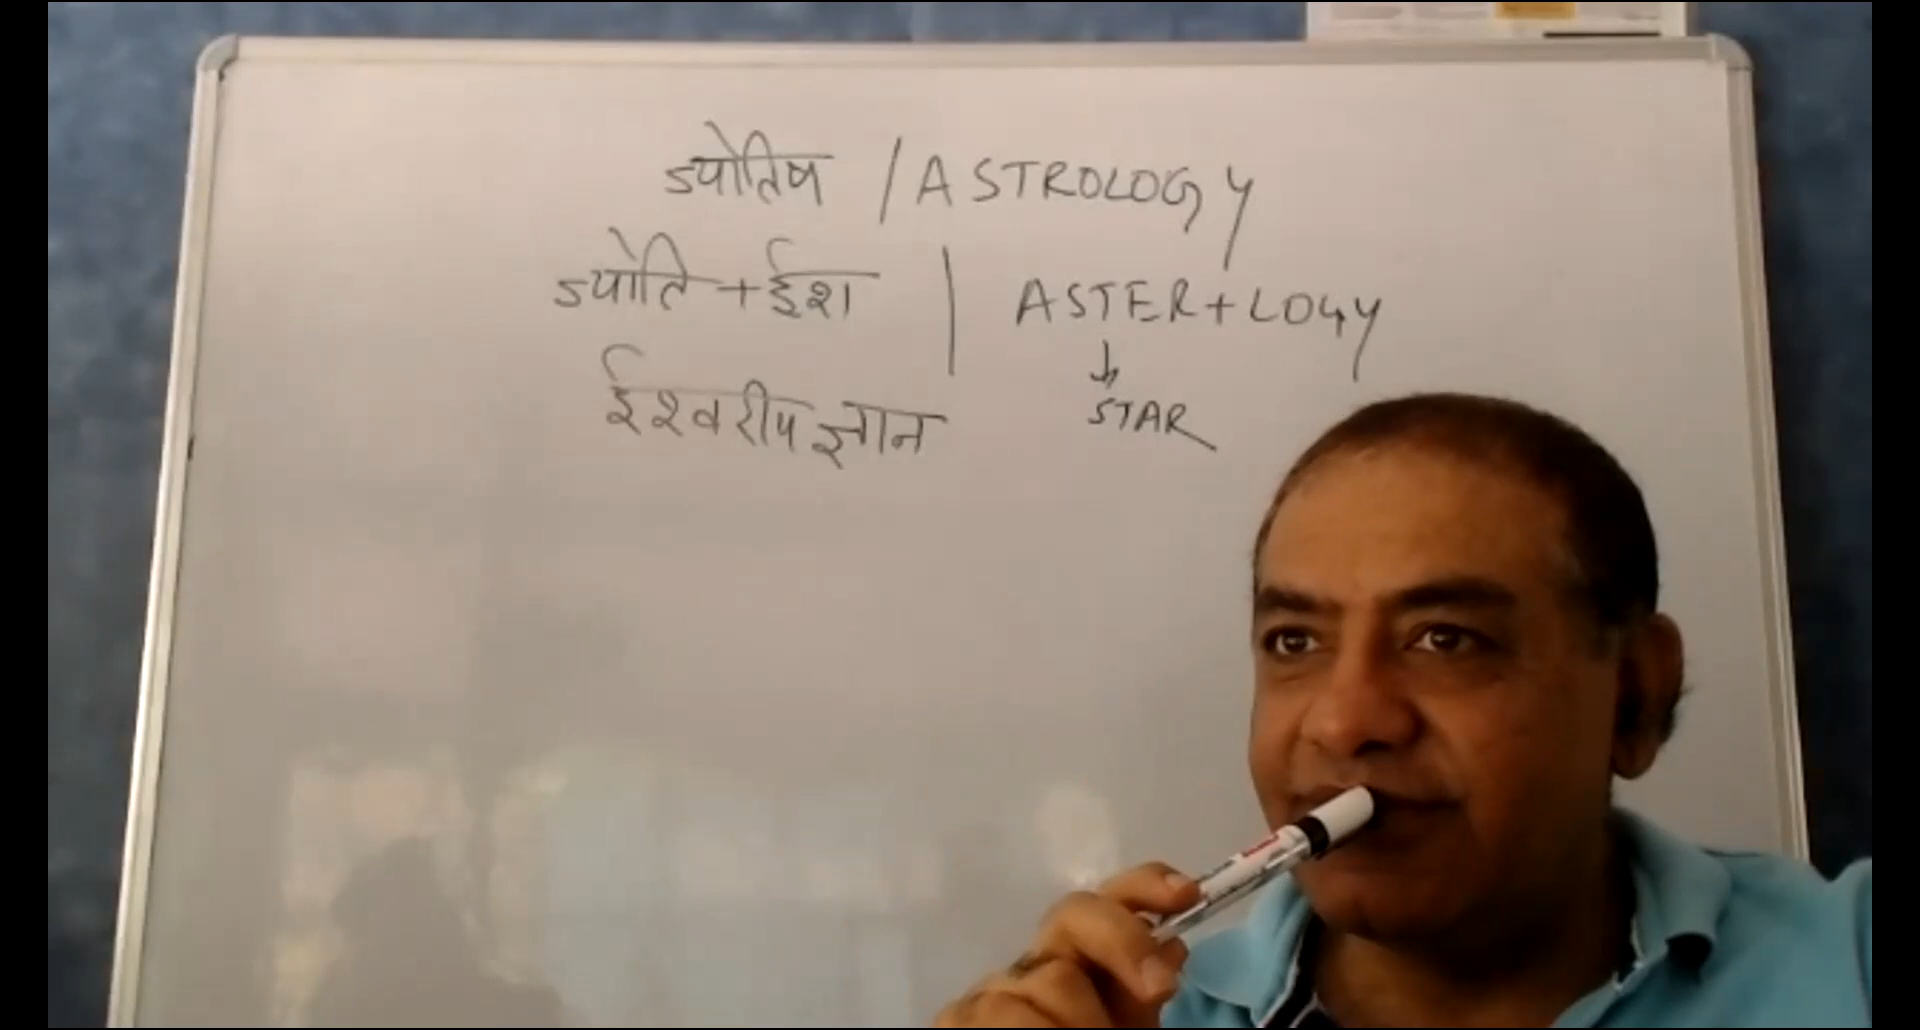 ज्योतिष / ASTROLOGY
ज्योति + ईश | ASTER + LOGY
ईश्वरीय ज्ञान STAR